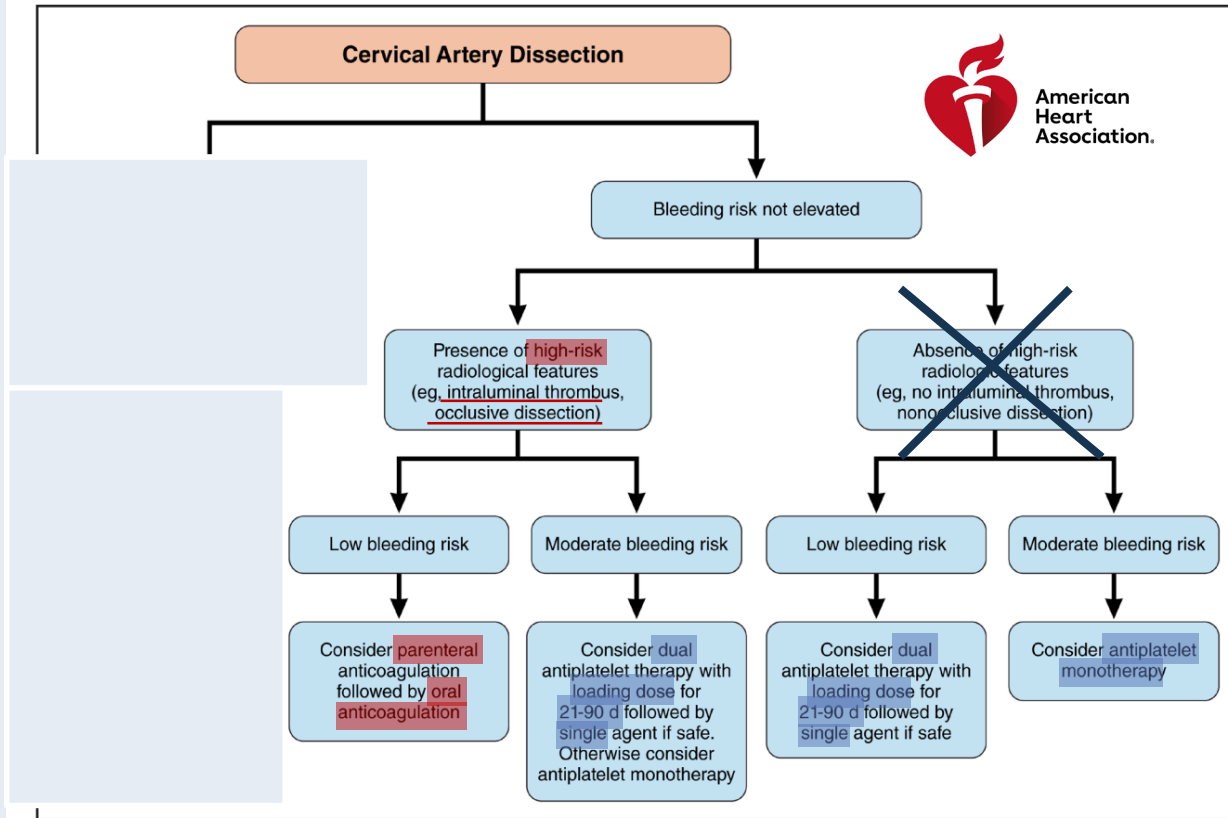 Cervical Artery Dissection
American
Heart
Association.
Bleeding risk not elevated
Presence of high-risk
radiological features
(eg, intraluminal thrombus,
occlusive dissection)
Absence of high-risk
radiologic features
(eg, no intraluminal thrombus,
nonocclusive dissection)
Low bleeding risk
Moderate bleeding risk
Low bleeding risk
Moderate bleeding risk
Consider parenteral
anticoagulation
followed by oral
anticoagulation
Consider dual
antiplatelet therapy with
loading dose for
21-90 d followed by
single agent if safe.
Otherwise consider
antiplatelet monotherapy
Consider dual
antiplatelet therapy with
loading dose for
21-90 d followed by
single agent if safe
Consider antiplatelet
monotherapy